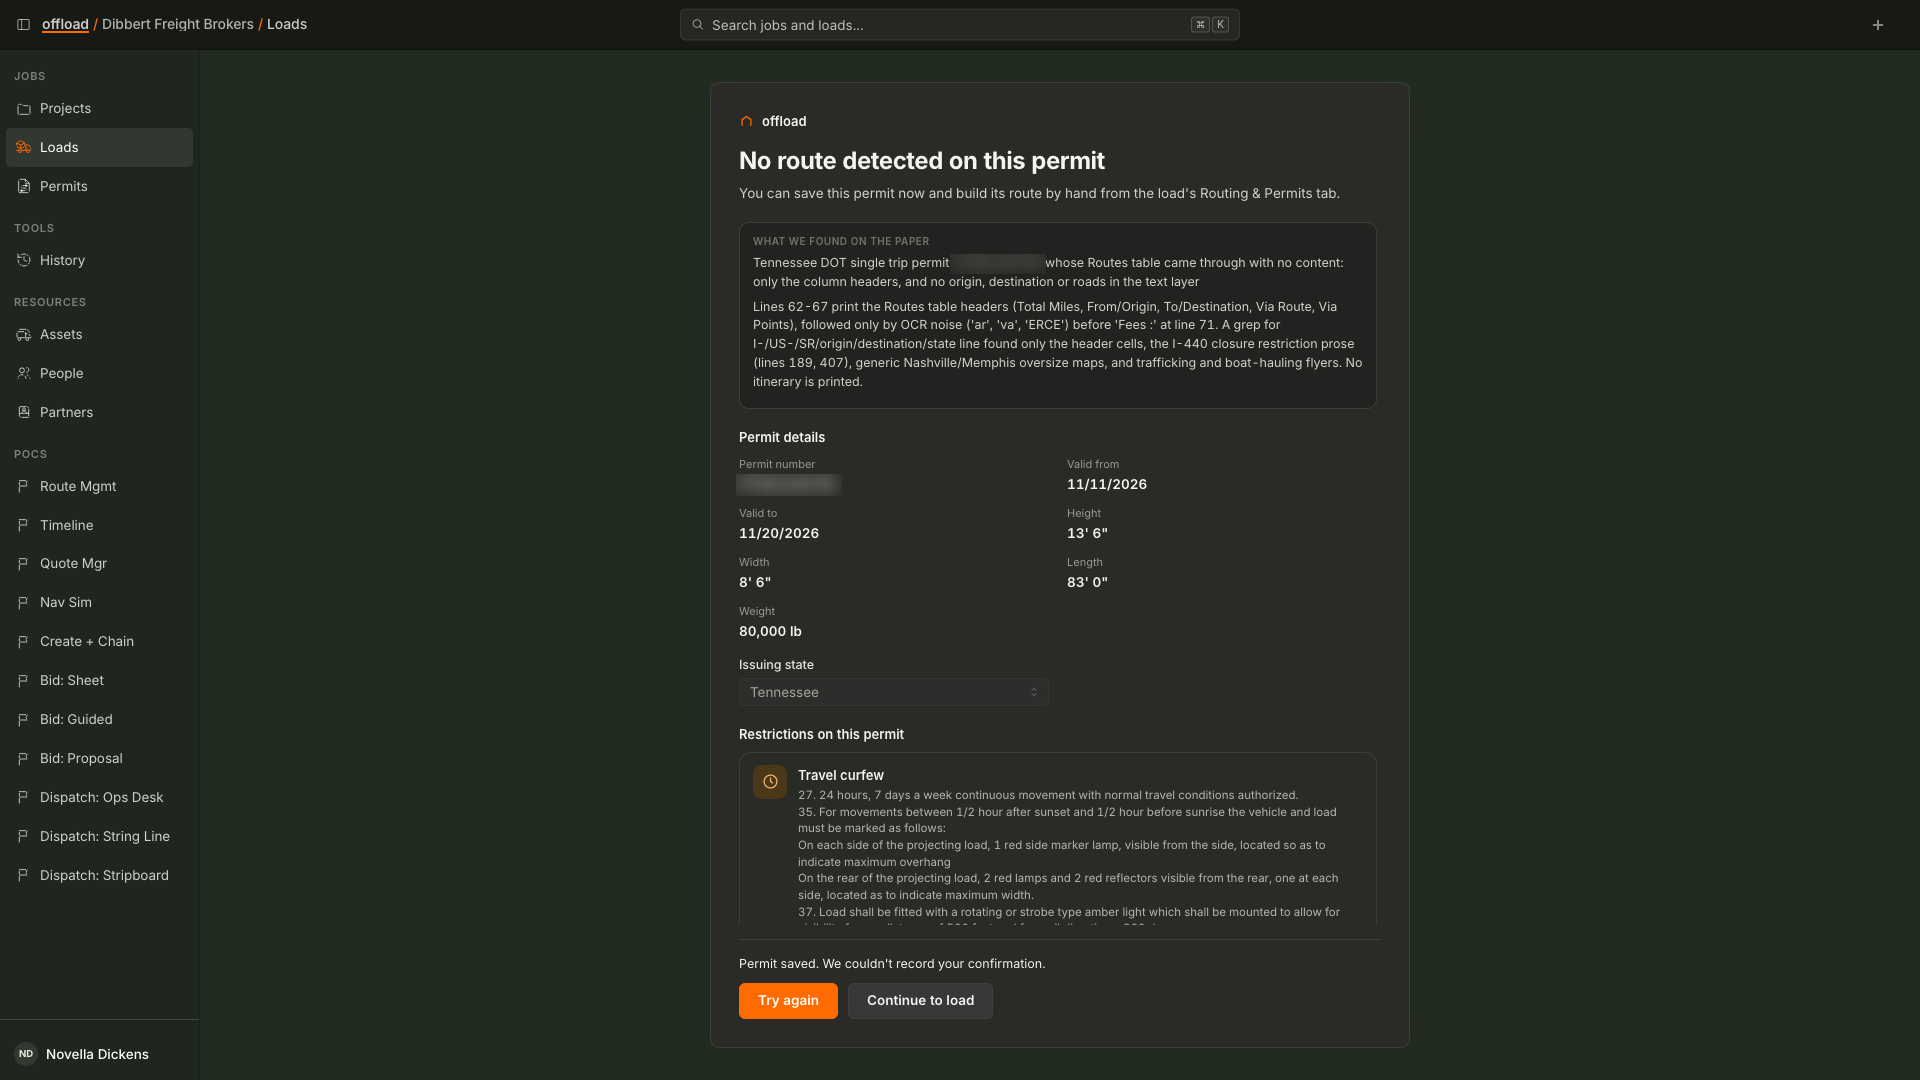 offload / Dibbert Freight Brokers / Loads
Search jobs and loads...
⌘ K
JOBS
Projects
Loads
Permits
TOOLS
History
RESOURCES
Assets
People
Partners
POCS
Route Mgmt
Timeline
Quote Mgr
Nav Sim
Create + Chain
Bid: Sheet
Bid: Guided
Bid: Proposal
Dispatch: Ops Desk
Dispatch: String Line
Dispatch: Stripboard
ND Novella Dickens
offload
No route detected on this permit
You can save this permit now and build its route by hand from the load's Routing & Permits tab.
WHAT WE FOUND ON THE PAPER
Tennessee DOT single trip permit whose Routes table came through with no content:
only the column headers, and no origin, destination or roads in the text layer
Lines 62-67 print the Routes table headers (Total Miles, From/Origin, To/Destination, Via Route, Via
Points), followed only by OCR noise ('ar', 'va', 'ERCE') before 'Fees :' at line 71. A grep for
I-/US-/SR/origin/destination/state line found only the header cells, the I-440 closure restriction prose
(lines 189, 407), generic Nashville/Memphis oversize maps, and trafficking and boat-hauling flyers. No
itinerary is printed.
Permit details
Permit number
Valid from
11/11/2026
Valid to
11/20/2026
Height
13' 6"
Width
8' 6"
Length
83' 0"
Weight
80,000 lb
Issuing state
Tennessee
Restrictions on this permit
Travel curfew
27. 24 hours, 7 days a week continuous movement with normal travel conditions authorized.
35. For movements between 1/2 hour after sunset and 1/2 hour before sunrise the vehicle and load
must be marked as follows:
On each side of the projecting load, 1 red side marker lamp, visible from the side, located so as to
indicate maximum overhang
On the rear of the projecting load, 2 red lamps and 2 red reflectors visible from the rear, one at each
side, located as to indicate maximum width.
37. Load shall be fitted with a rotating or strobe type amber light which shall be mounted to allow for
Permit saved. We couldn't record your confirmation.
Try again
Continue to load